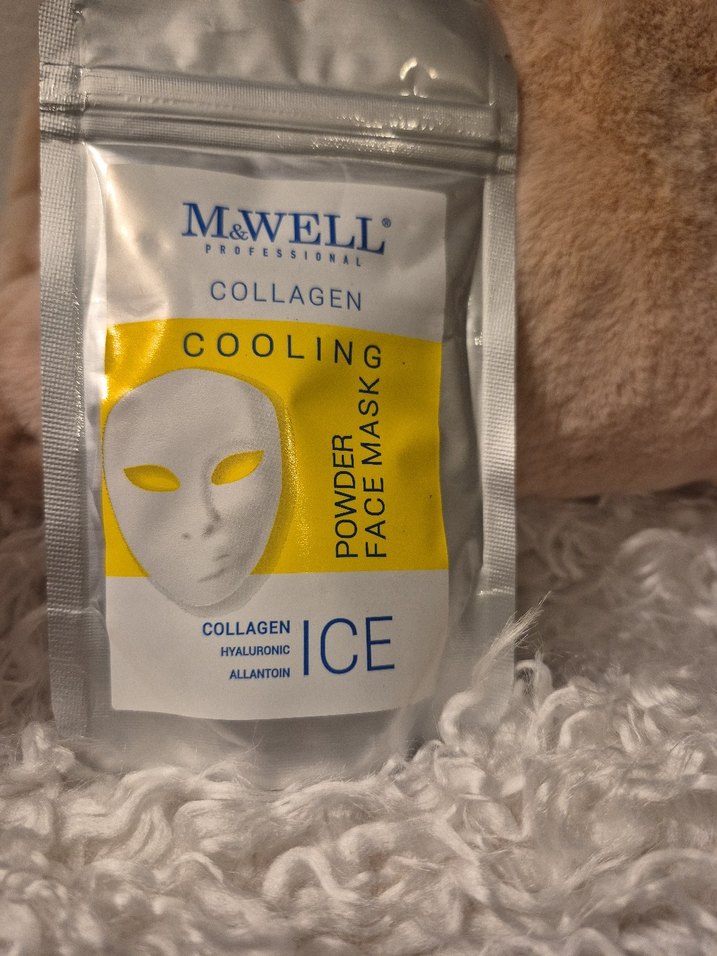 M&WELL®
PROFESSIONAL
COLLAGEN
COOLING
POWDER
FACE MASK
COLLAGEN
HYALURONIC
ALLANTOIN
ICE